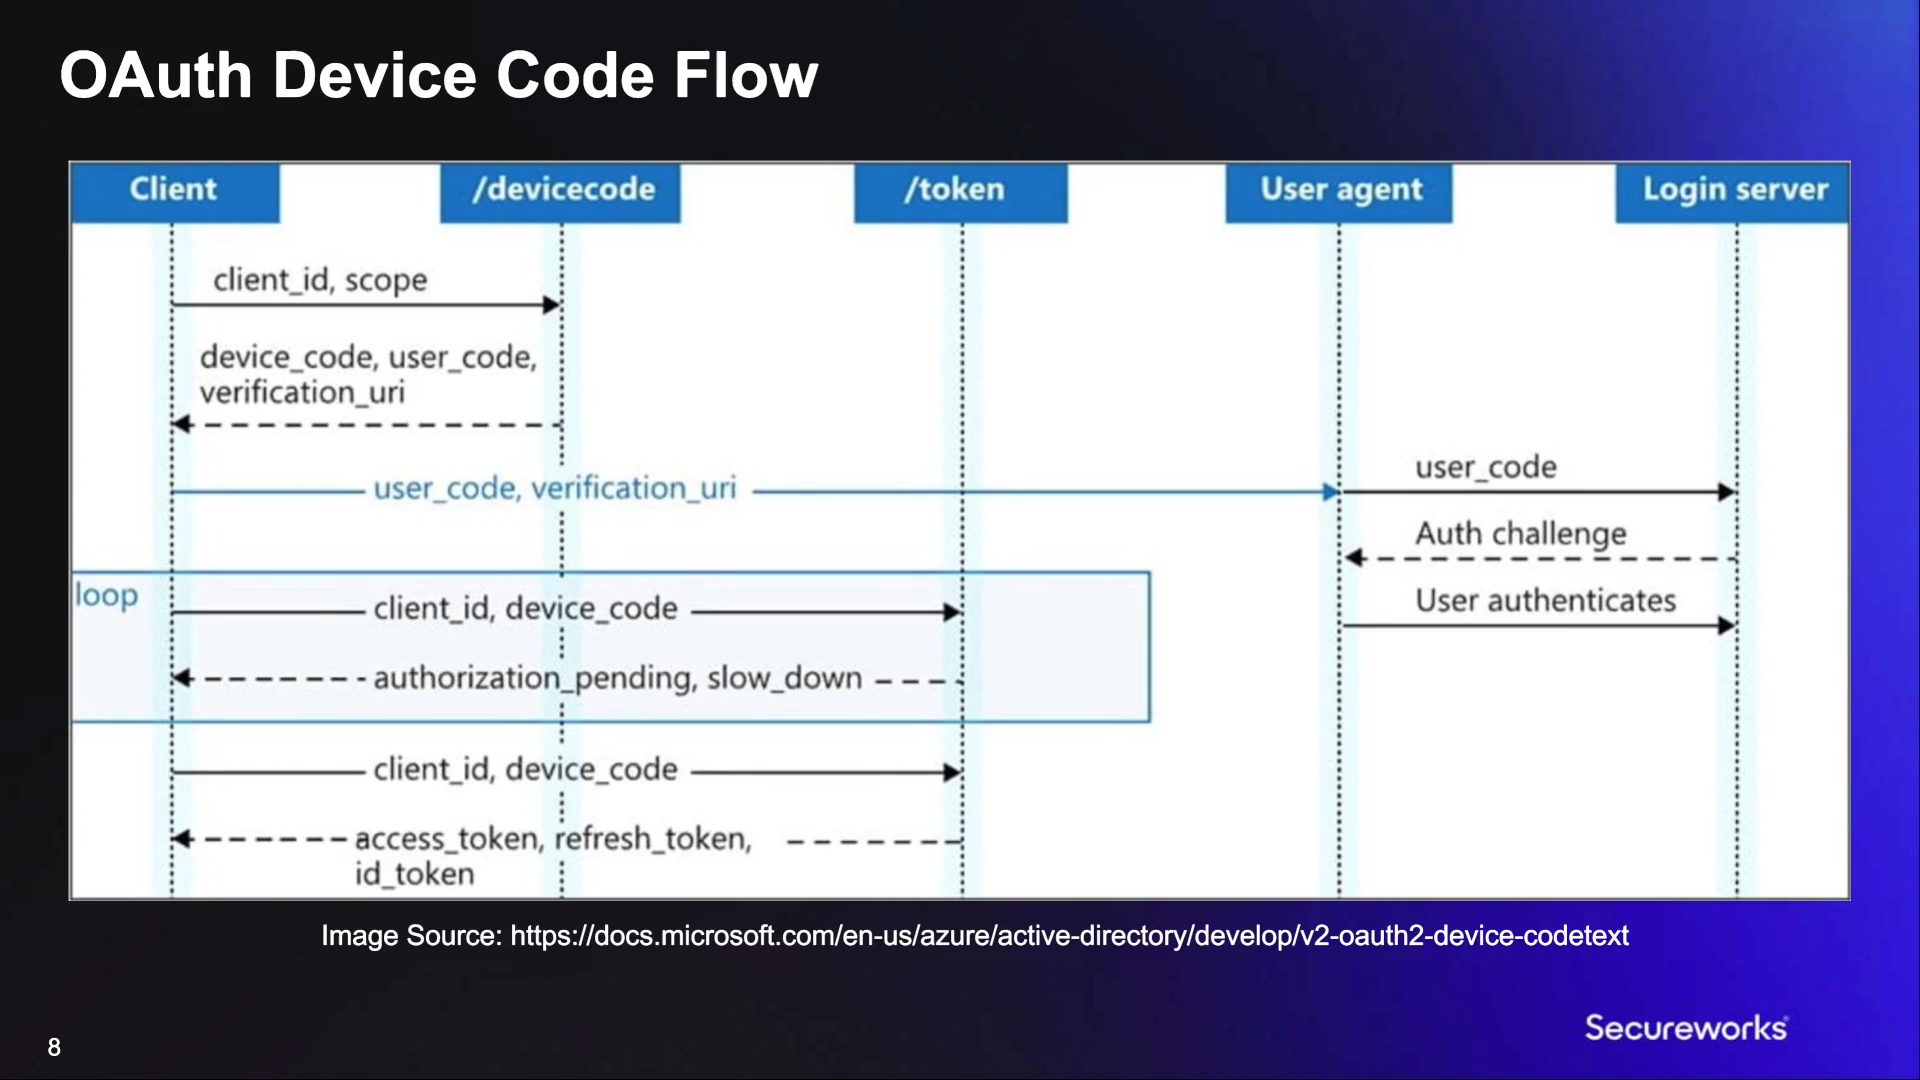 OAuth Device Code Flow
Client
/devicecode
/token
User agent
Login server
client_id, scope
device_code, user_code,
verification_uri
user_code, verification_uri
user_code
Auth challenge
User authenticates
loop
client_id, device_code
authorization_pending, slow_down
client_id, device_code
access_token, refresh_token,
id_token
Image Source: https://docs.microsoft.com/en-us/azure/active-directory/develop/v2-oauth2-device-codetext
Secureworks
8